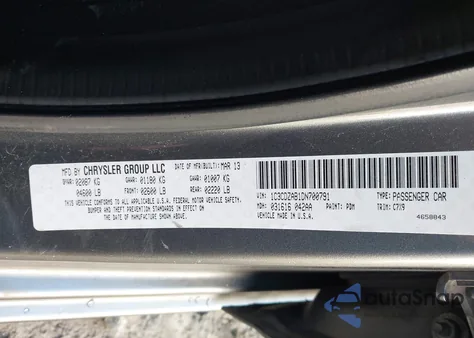 MFD BY CHRYSLER GROUP LLC DATE OF MFR(BUILT): MAR 13
GVWR: 02087 KG GAWR: 01180 KG GAWR: 01007 KG
04600 LB FRONT: 02600 LB REAR: 02220 LB
THIS VEHICLE CONFORMS TO ALL APPLICABLE U.S.A. FEDERAL MOTOR VEHICLE SAFETY,
BUMPER AND THEFT PREVENTION STANDARDS IN EFFECT ON
THE DATE OF MANUFACTURE SHOWN ABOVE.
VEHICLE MADE IN U.S.A.
VIN: 1C3CDZAB1DN700791 TYPE: PASSENGER CAR
MDH: 031616 042AA PAINT: PDM TRIM: C7X9
4658843
AutoSnap